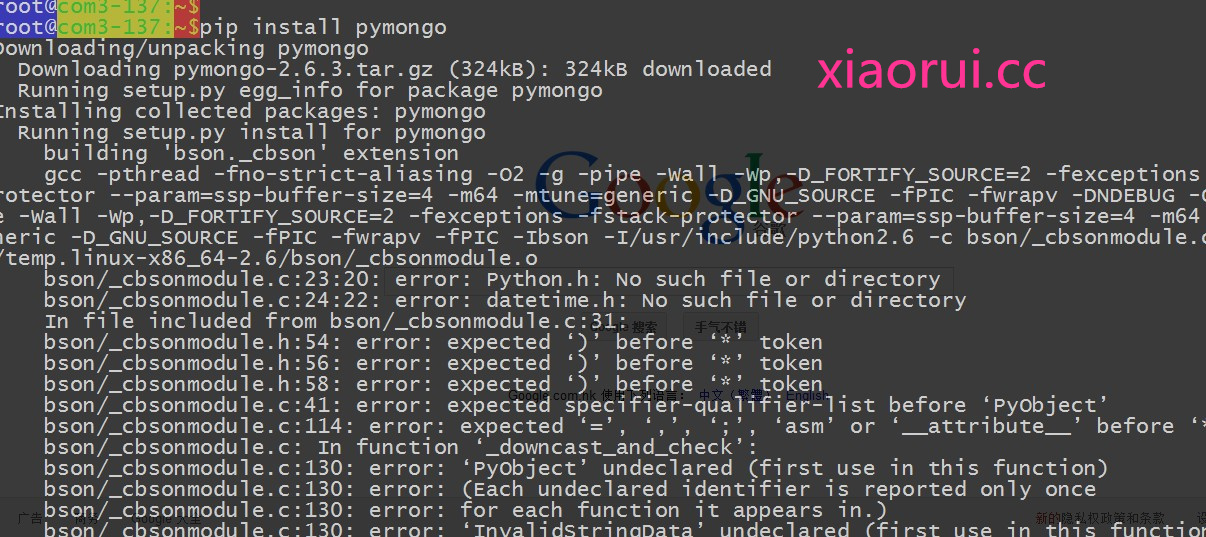 root@com3-137:~$
root@com3-137:~$pip install pymongo
Downloading/unpacking pymongo
xiaorui.cc
Downloading pymongo-2.6.3.tar.gz (324kB): 324kB downloaded
Running setup.py egg_info for package pymongo
Installing collected packages: pymongo
Running setup.py install for pymongo
building 'bson._cbson' extension
gcc -pthread -fno-strict-aliasing -O2 -g -pipe -Wall -Wp,-D_FORTIFY_SOURCE=2 -fexceptions
rotector --param=ssp-buffer-size=4 -m64 -mtune=generic -D_GNU_SOURCE -fPIC -fwrapv -DNDEBUG -G
e -Wall -Wp,-D_FORTIFY_SOURCE=2 -fexceptions -fstack-protector --param=ssp-buffer-size=4 -m64
neric -D_GNU_SOURCE -fPIC -fwrapv -fPIC -Ibson -I/usr/include/python2.6 -c bson/_cbsonmodule.c
/temp.linux-x86_64-2.6/bson/_cbsonmodule.o
bson/_cbsonmodule.c:23:20: error: Python.h: No such file or directory
bson/_cbsonmodule.c:24:22: error: datetime.h: No such file or directory
In file included from bson/_cbsonmodule.c:31:
bson/_cbsonmodule.h:54: error: expected ‘)’ before ‘*’ token
bson/_cbsonmodule.h:56: error: expected ‘)’ before ‘*’ token
bson/_cbsonmodule.h:58: error: expected ‘)’ before ‘*’ token
bson/_cbsonmodule.c:41: error: expected specifier-qualifier-list before ‘PyObject’
bson/_cbsonmodule.c:114: error: expected ‘=’, ‘,’, ‘;’, ‘asm’ or ‘__attribute__’ before ‘*
bson/_cbsonmodule.c: In function ‘_downcast_and_check’:
bson/_cbsonmodule.c:130: error: ‘PyObject’ undeclared (first use in this function)
bson/_cbsonmodule.c:130: error: (Each undeclared identifier is reported only once
bson/_cbsonmodule.c:130: error: for each function it appears in.)
bson/_cbsonmodule.c:130: error: ‘InvalidStringData’ undeclared (first use in this function
Google
谷歌
搜索 手气不错
Google.com.hk 使用下列语言： 中文（繁體） English
广告 商务 Google 大全 新的隐私权政策和条款 设